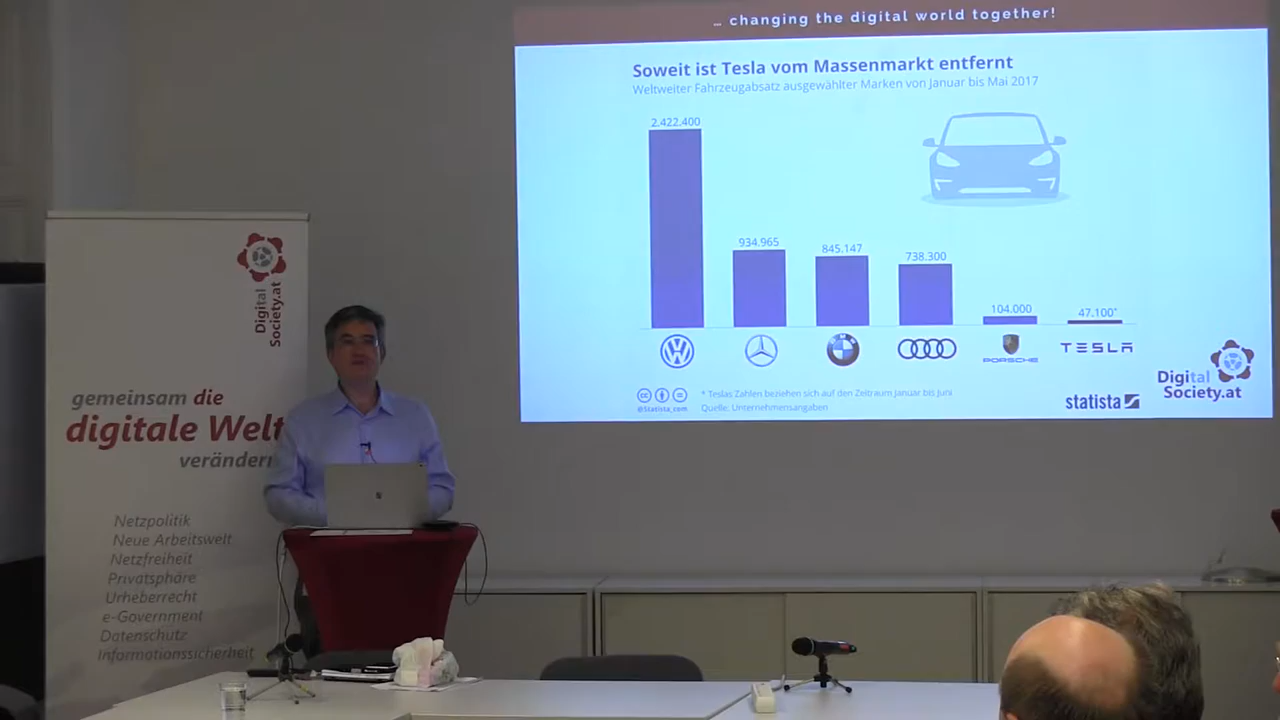 … changing the digital world together!
Soweit ist Tesla vom Massenmarkt entfernt
Weltweiter Fahrzeugabsatz ausgewählter Marken von Januar bis Mai 2017
2.422.400
934.965
845.147
738.300
104.000
47.100*
BMW
PORSCHE
TESLA
@Statista_com
* Teslas Zahlen beziehen sich auf den Zeitraum Januar bis Juni
Quelle: Unternehmensangaben
statista
Digital
Society.at
Digital
Society.at
gemeinsam die
digitale Welt
verändern
Netzpolitik
Neue Arbeitswelt
Netzfreiheit
Privatsphäre
Urheberrecht
e-Government
Datenschutz
Informationssicherheit